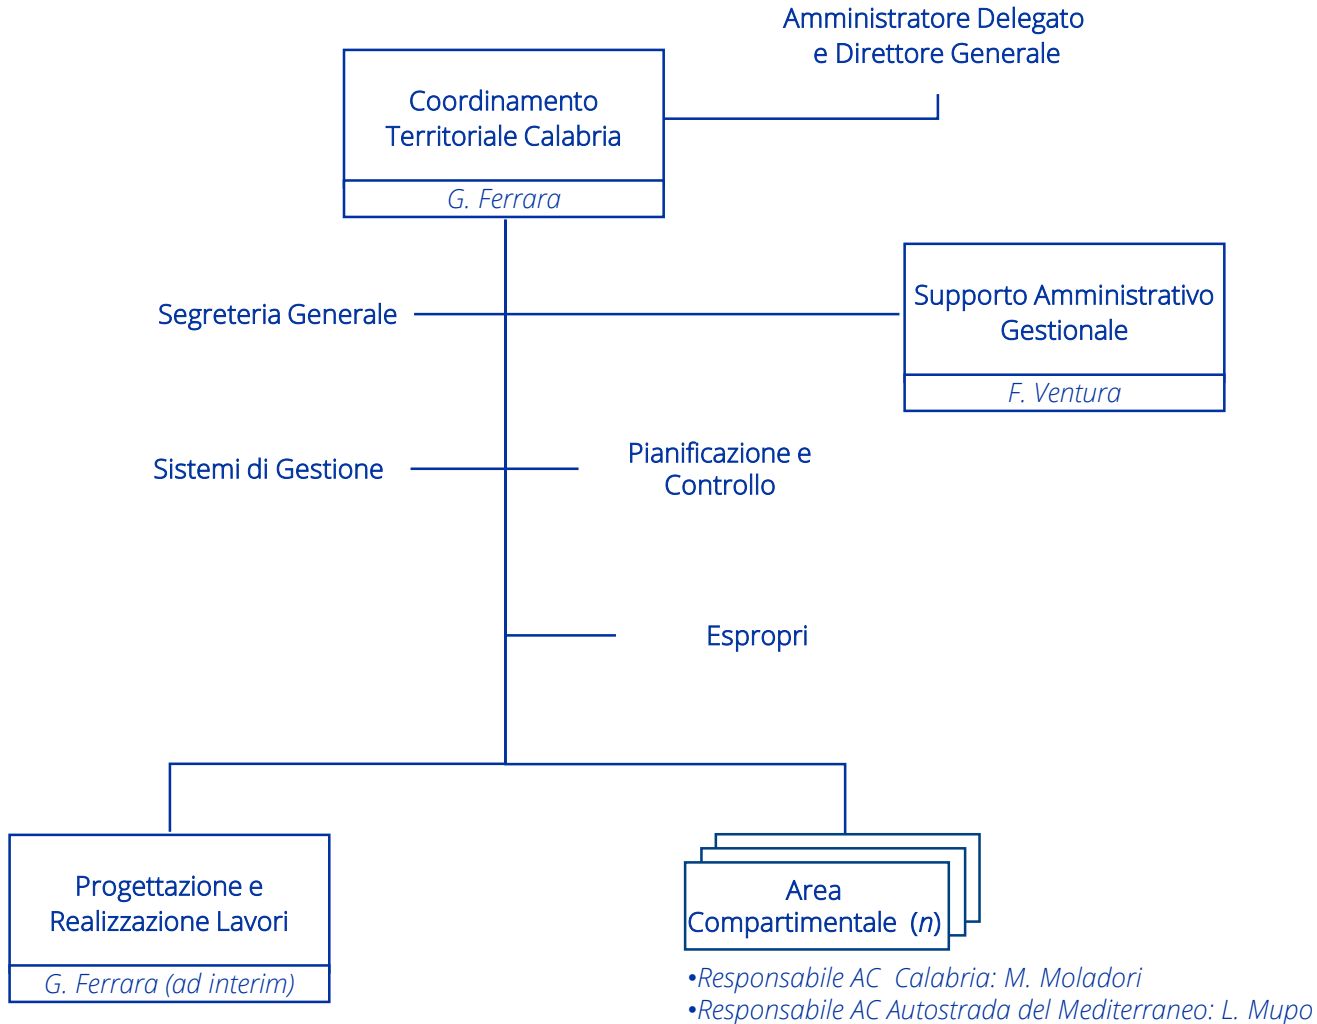 Amministratore Delegato
e Direttore Generale
Coordinamento
Territoriale Calabria
G. Ferrara
Segreteria Generale
Supporto Amministrativo
Gestionale
F. Ventura
Sistemi di Gestione
Pianificazione e
Controllo
Espropri
Progettazione e
Realizzazione Lavori
G. Ferrara (ad interim)
Area
Compartimentale (n)
•Responsabile AC Calabria: M. Moladori
•Responsabile AC Autostrada del Mediterraneo: L. Mupo